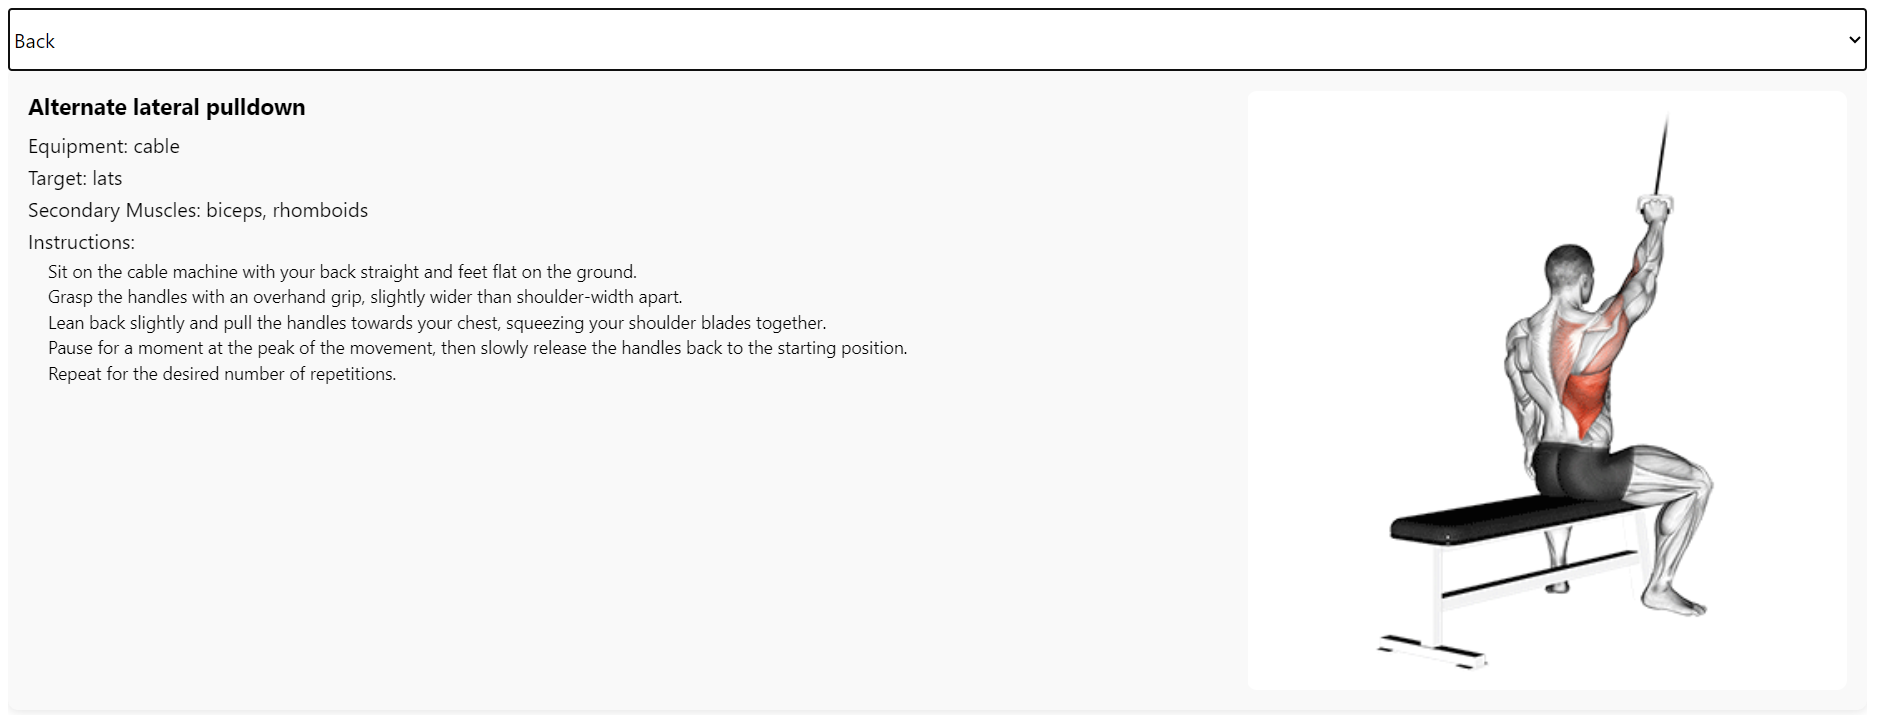 Back
Alternate lateral pulldown
Equipment: cable
Target: lats
Secondary Muscles: biceps, rhomboids
Instructions:
Sit on the cable machine with your back straight and feet flat on the ground.
Grasp the handles with an overhand grip, slightly wider than shoulder-width apart.
Lean back slightly and pull the handles towards your chest, squeezing your shoulder blades together.
Pause for a moment at the peak of the movement, then slowly release the handles back to the starting position.
Repeat for the desired number of repetitions.